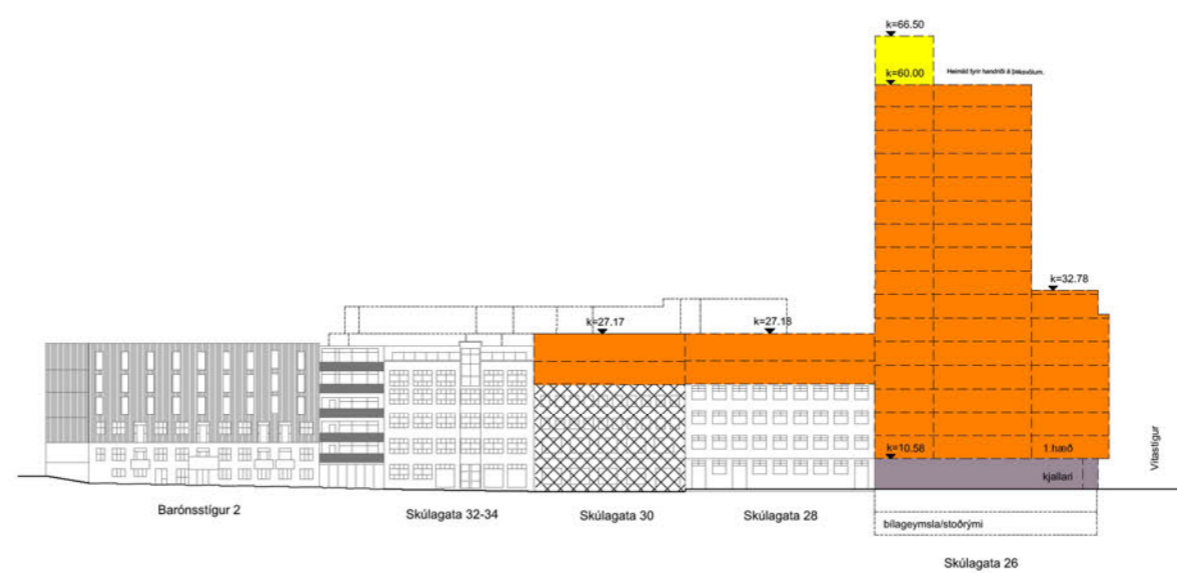 k=66.50
k=60.00
Heimild fyrir handriði á þaksvölum.
k=32.78
k=27.17
k=27.18
k=10.58
1.hæð
kjallari
Vitastígur
Barónsstígur 2
Skúlagata 32-34
Skúlagata 30
Skúlagata 28
bílageymsla/stoðrými
Skúlagata 26